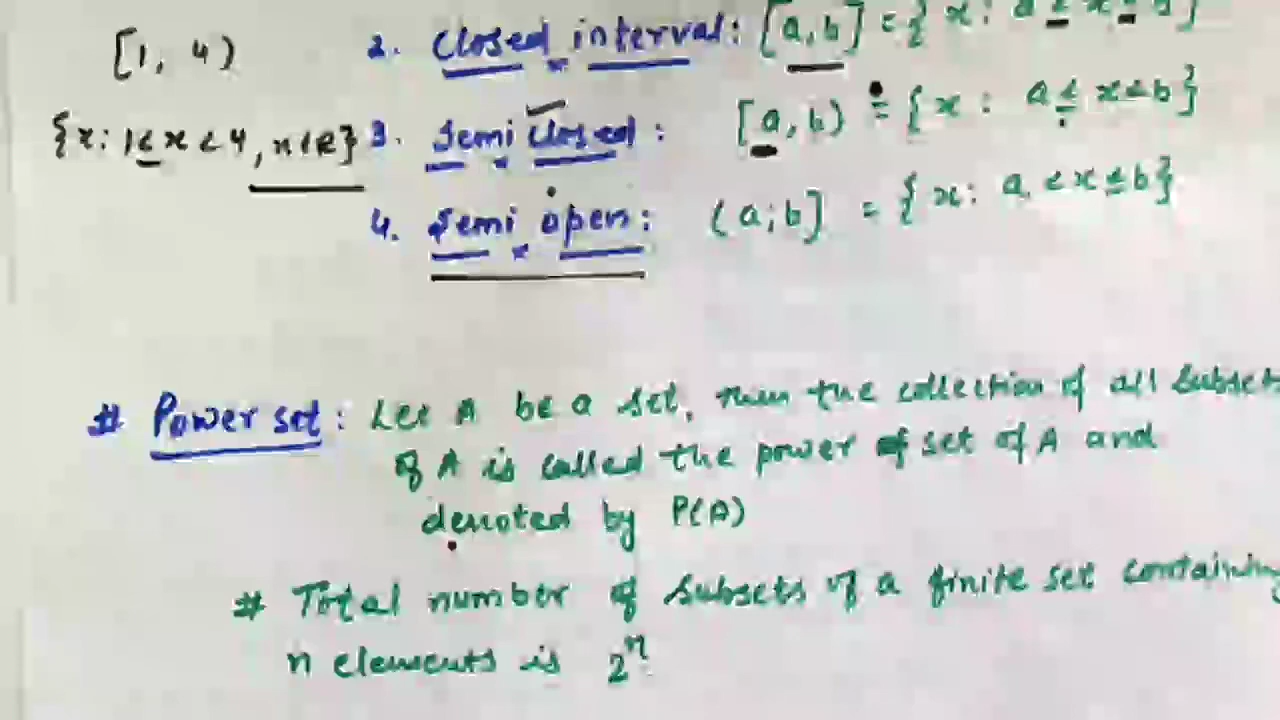 [1, 4)
{x: 1≤x<4, x∈R}
2. Closed interval: [a,b] = { x: a ≤ x ≤ b }
3. Semi closed: [a,b) = {x: a≤x<b}
4. Semi open: (a;b] = {x: a<x≤b}
# Power set: Let A be a set, then the collection of all subsets
of A is called the power of set of A and
denoted by P(A)
# Total number of subsets of a finite set containing
n elements is 2ⁿ